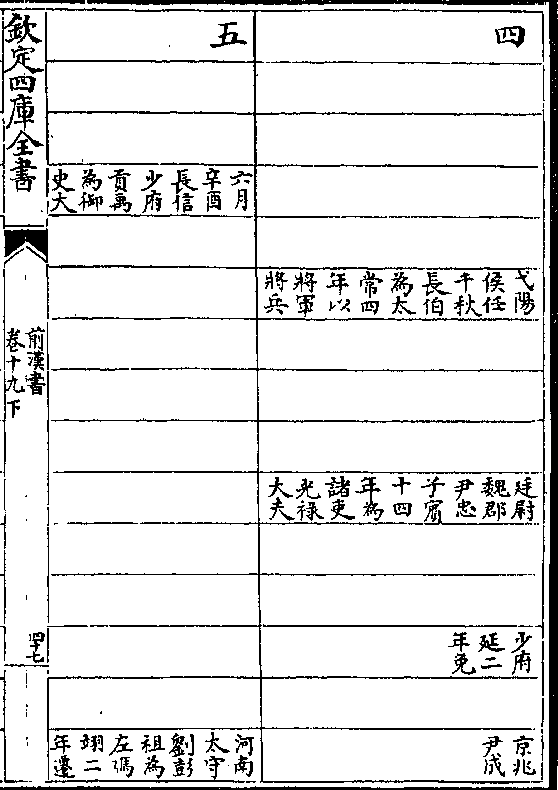 四
弋陽
侯任
千秋
長伯
為太
常四
年以
將軍
將兵
廷尉
魏郡
尹忠
子賔
十四
年為
諸吏
光禄
大夫
少府
延二
年免
京兆
尹成
五
六月
辛酉
長信
少府
貢禹
為御
史大
河南
太守
劉彭
祖為
左馮
翊二
年遷
欽定四庫全書
前漢書
卷十九下
四十七